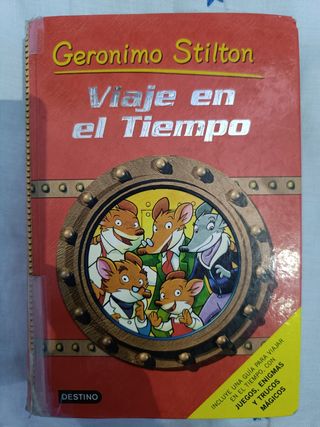 Geronimo Stilton
Viaje en
el Tiempo
INCLUYE UNA GUÍA PARA VIAJAR
EN EL TIEMPO, CON
JUEGOS, ENIGMAS
Y TRUCOS
MÁGICOS
DESTINO